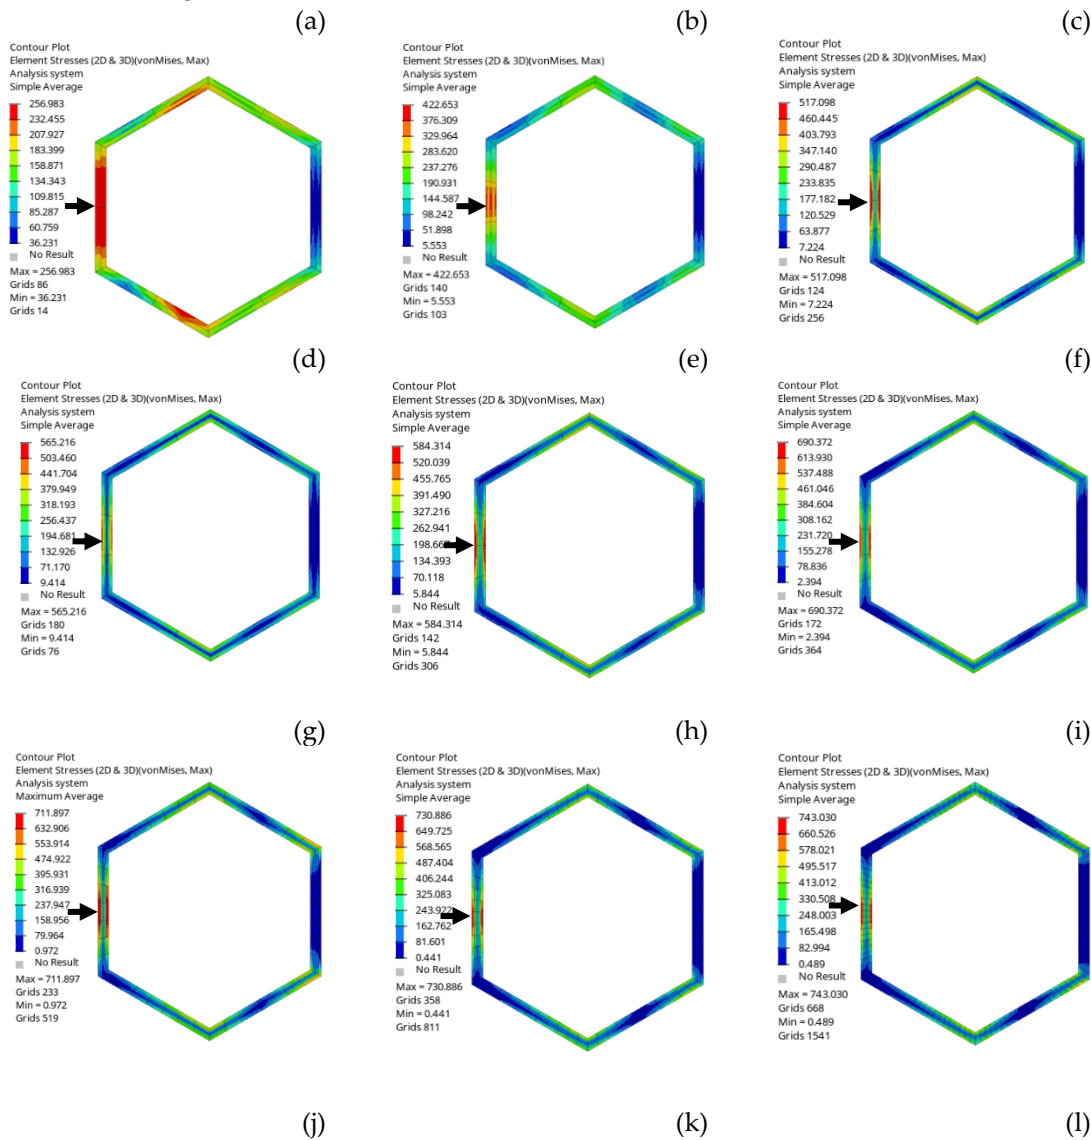 (a)
(b)
(c)
Contour Plot
Element Stresses (2D & 3D)(vonMises, Max)
Analysis system
Simple Average
256.983
232.455
207.927
183.399
158.871
134.343
109.815
85.287
60.759
36.231
No Result
Max = 256.983
Grids 86
Min = 36.231
Grids 14
Contour Plot
Element Stresses (2D & 3D)(vonMises, Max)
Analysis system
Simple Average
422.653
376.309
329.964
283.620
237.276
190.931
144.587
98.242
51.898
5.553
No Result
Max = 422.653
Grids 140
Min = 5.553
Grids 103
Contour Plot
Element Stresses (2D & 3D)(vonMises, Max)
Analysis system
Simple Average
517.098
460.445
403.793
347.140
290.487
233.835
177.182
120.529
63.877
7.224
No Result
Max = 517.098
Grids 124
Min = 7.224
Grids 256
(d)
(e)
(f)
Contour Plot
Element Stresses (2D & 3D)(vonMises, Max)
Analysis system
Simple Average
565.216
503.460
441.704
379.949
318.193
256.437
194.681
132.926
71.170
9.414
No Result
Max = 565.216
Grids 180
Min = 9.414
Grids 76
Contour Plot
Element Stresses (2D & 3D)(vonMises, Max)
Analysis system
Simple Average
584.314
520.039
455.765
391.490
327.216
262.941
134.393
70.118
5.844
No Result
Max = 584.314
Grids 142
Min = 5.844
Grids 306
Contour Plot
Element Stresses (2D & 3D)(vonMises, Max)
Analysis system
Simple Average
690.372
613.930
537.488
461.046
384.604
308.162
231.720
155.278
78.836
2.394
No Result
Max = 690.372
Grids 172
Min = 2.394
Grids 364
(g)
(h)
(i)
Contour Plot
Element Stresses (2D & 3D)(vonMises, Max)
Analysis system
Maximum Average
711.897
632.906
553.914
474.922
395.931
316.939
237.947
158.956
79.964
0.972
No Result
Max = 711.897
Grids 233
Min = 0.972
Grids 519
Contour Plot
Element Stresses (2D & 3D)(vonMises, Max)
Analysis system
Simple Average
730.886
649.725
568.565
487.404
406.244
325.083
243.922
162.762
81.601
0.441
No Result
Max = 730.886
Grids 358
Min = 0.441
Grids 811
Contour Plot
Element Stresses (2D & 3D)(vonMises, Max)
Analysis system
Simple Average
743.030
660.526
578.021
495.517
413.012
330.508
248.003
165.498
82.994
0.489
No Result
Max = 743.030
Grids 668
Min = 0.489
Grids 1541
(j)
(k)
(l)